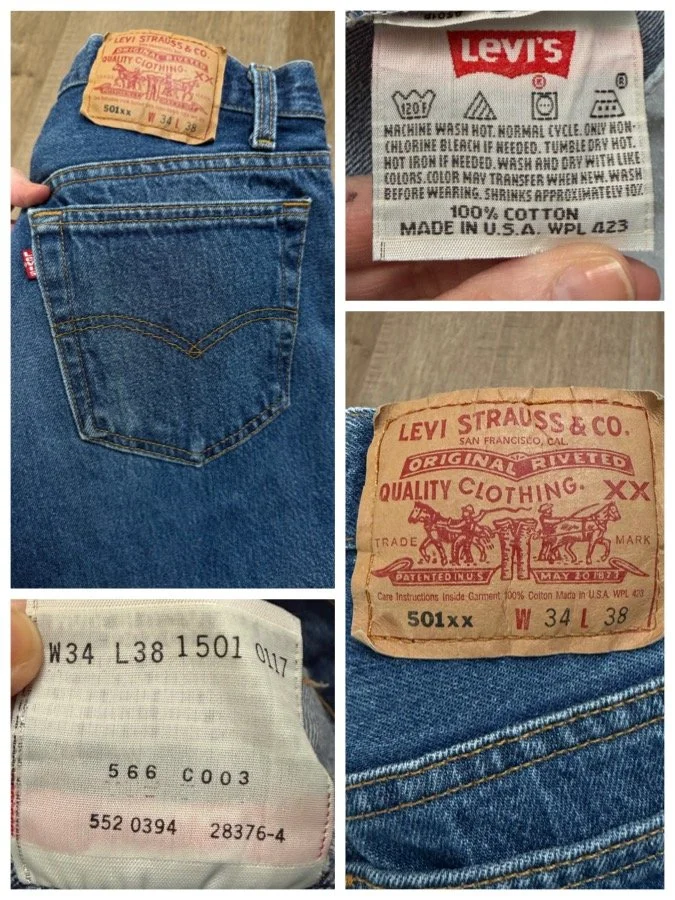 LEVI STRAUSS & CO.
ORIGINAL RIVETED
QUALITY CLOTHING. XX
501xx W 34 L 38
Levi's
®
120F
®
MACHINE WASH HOT. NORMAL CYCLE. ONLY NON-
CHLORINE BLEACH IF NEEDED. TUMBLE DRY HOT.
HOT IRON IF NEEDED. WASH AND DRY WITH LIKE
COLORS. COLOR MAY TRANSFER WHEN NEW. WASH
BEFORE WEARING. SHRINKS APPROXIMATELY 10%
100% COTTON
MADE IN U.S.A. WPL 423
LEVI STRAUSS & CO.
SAN FRANCISCO, CAL.
ORIGINAL RIVETED
QUALITY CLOTHING. XX
TRADE MARK
PATENTED IN U.S. MAY 20 1873
Care Instructions Inside Garment 100% Cotton Made in U.S.A. WPL 423
501xx W 34 L 38
W34 L38 1501 0117
566 C003
552 0394 28376-4